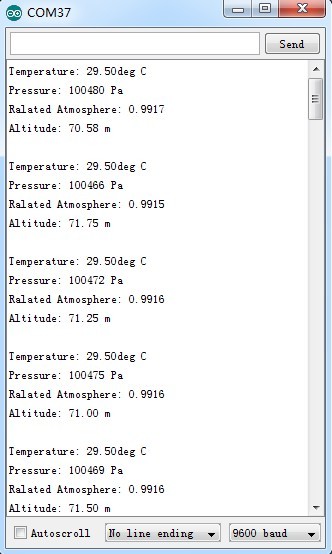 COM37
Send
Temperature: 29.50deg C
Pressure: 100480 Pa
Ralated Atmosphere: 0.9917
Altitude: 70.58 m
Temperature: 29.50deg C
Pressure: 100466 Pa
Ralated Atmosphere: 0.9915
Altitude: 71.75 m
Temperature: 29.50deg C
Pressure: 100472 Pa
Ralated Atmosphere: 0.9916
Altitude: 71.25 m
Temperature: 29.50deg C
Pressure: 100475 Pa
Ralated Atmosphere: 0.9916
Altitude: 71.00 m
Temperature: 29.50deg C
Pressure: 100469 Pa
Ralated Atmosphere: 0.9916
Altitude: 71.50 m
Autoscroll No line ending 9600 baud